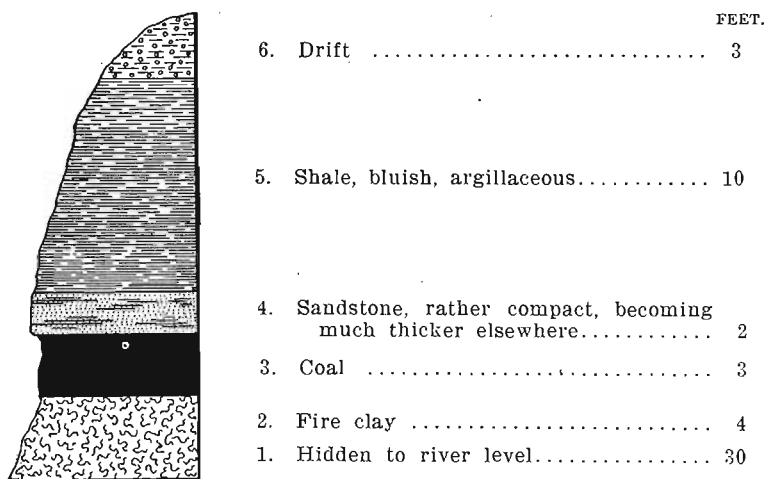 FEET.
6. Drift .............................. 3
5. Shale, bluish, argillaceous............ 10
4. Sandstone, rather compact, becoming
much thicker elsewhere............ 2
3. Coal .............................. 3
2. Fire clay .......................... 4
1. Hidden to river level................ 30